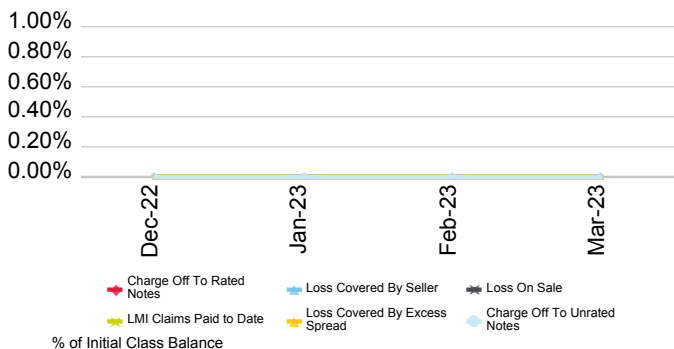 1.00%
0.80%
0.60%
0.40%
0.20%
0.00%
Dec-22
Jan-23
Feb-23
Mar-23
Charge Off To Rated
Notes
Loss Covered By Seller
Loss On Sale
LMI Claims Paid to Date
Loss Covered By Excess
Spread
Charge Off To Unrated
Notes
% of Initial Class Balance